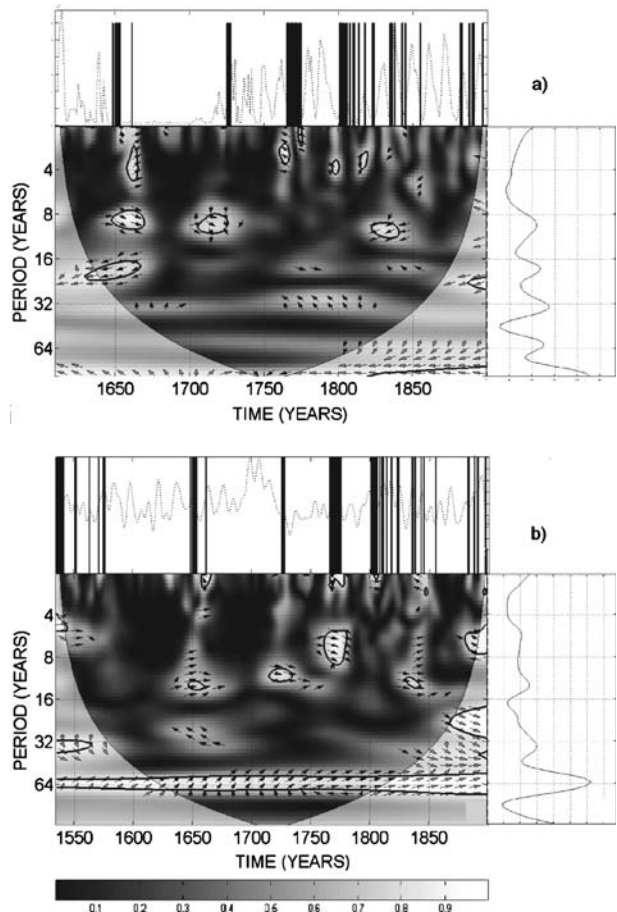 a)
4
8
16
32
64
PERIOD (YEARS)
1650 1700 1750 1800 1850
TIME (YEARS)
b)
4
8
16
32
64
PERIOD (YEARS)
1550 1600 1650 1700 1750 1800 1850
TIME (YEARS)
0.1 0.2 0.3 0.4 0.5 0.6 0.7 0.8 0.9